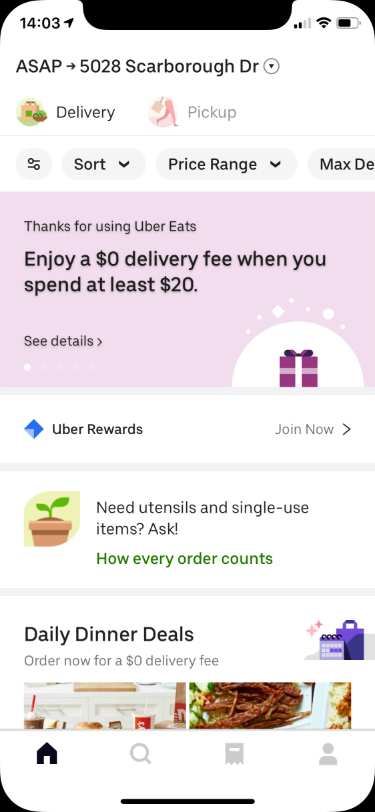 14:03
ASAP → 5028 Scarborough Dr
Delivery
Pickup
Sort
Price Range
Max De
Thanks for using Uber Eats
Enjoy a $0 delivery fee when you
spend at least $20.
See details ›
Uber Rewards
Join Now
Need utensils and single-use
items? Ask!
How every order counts
Daily Dinner Deals
Order now for a $0 delivery fee